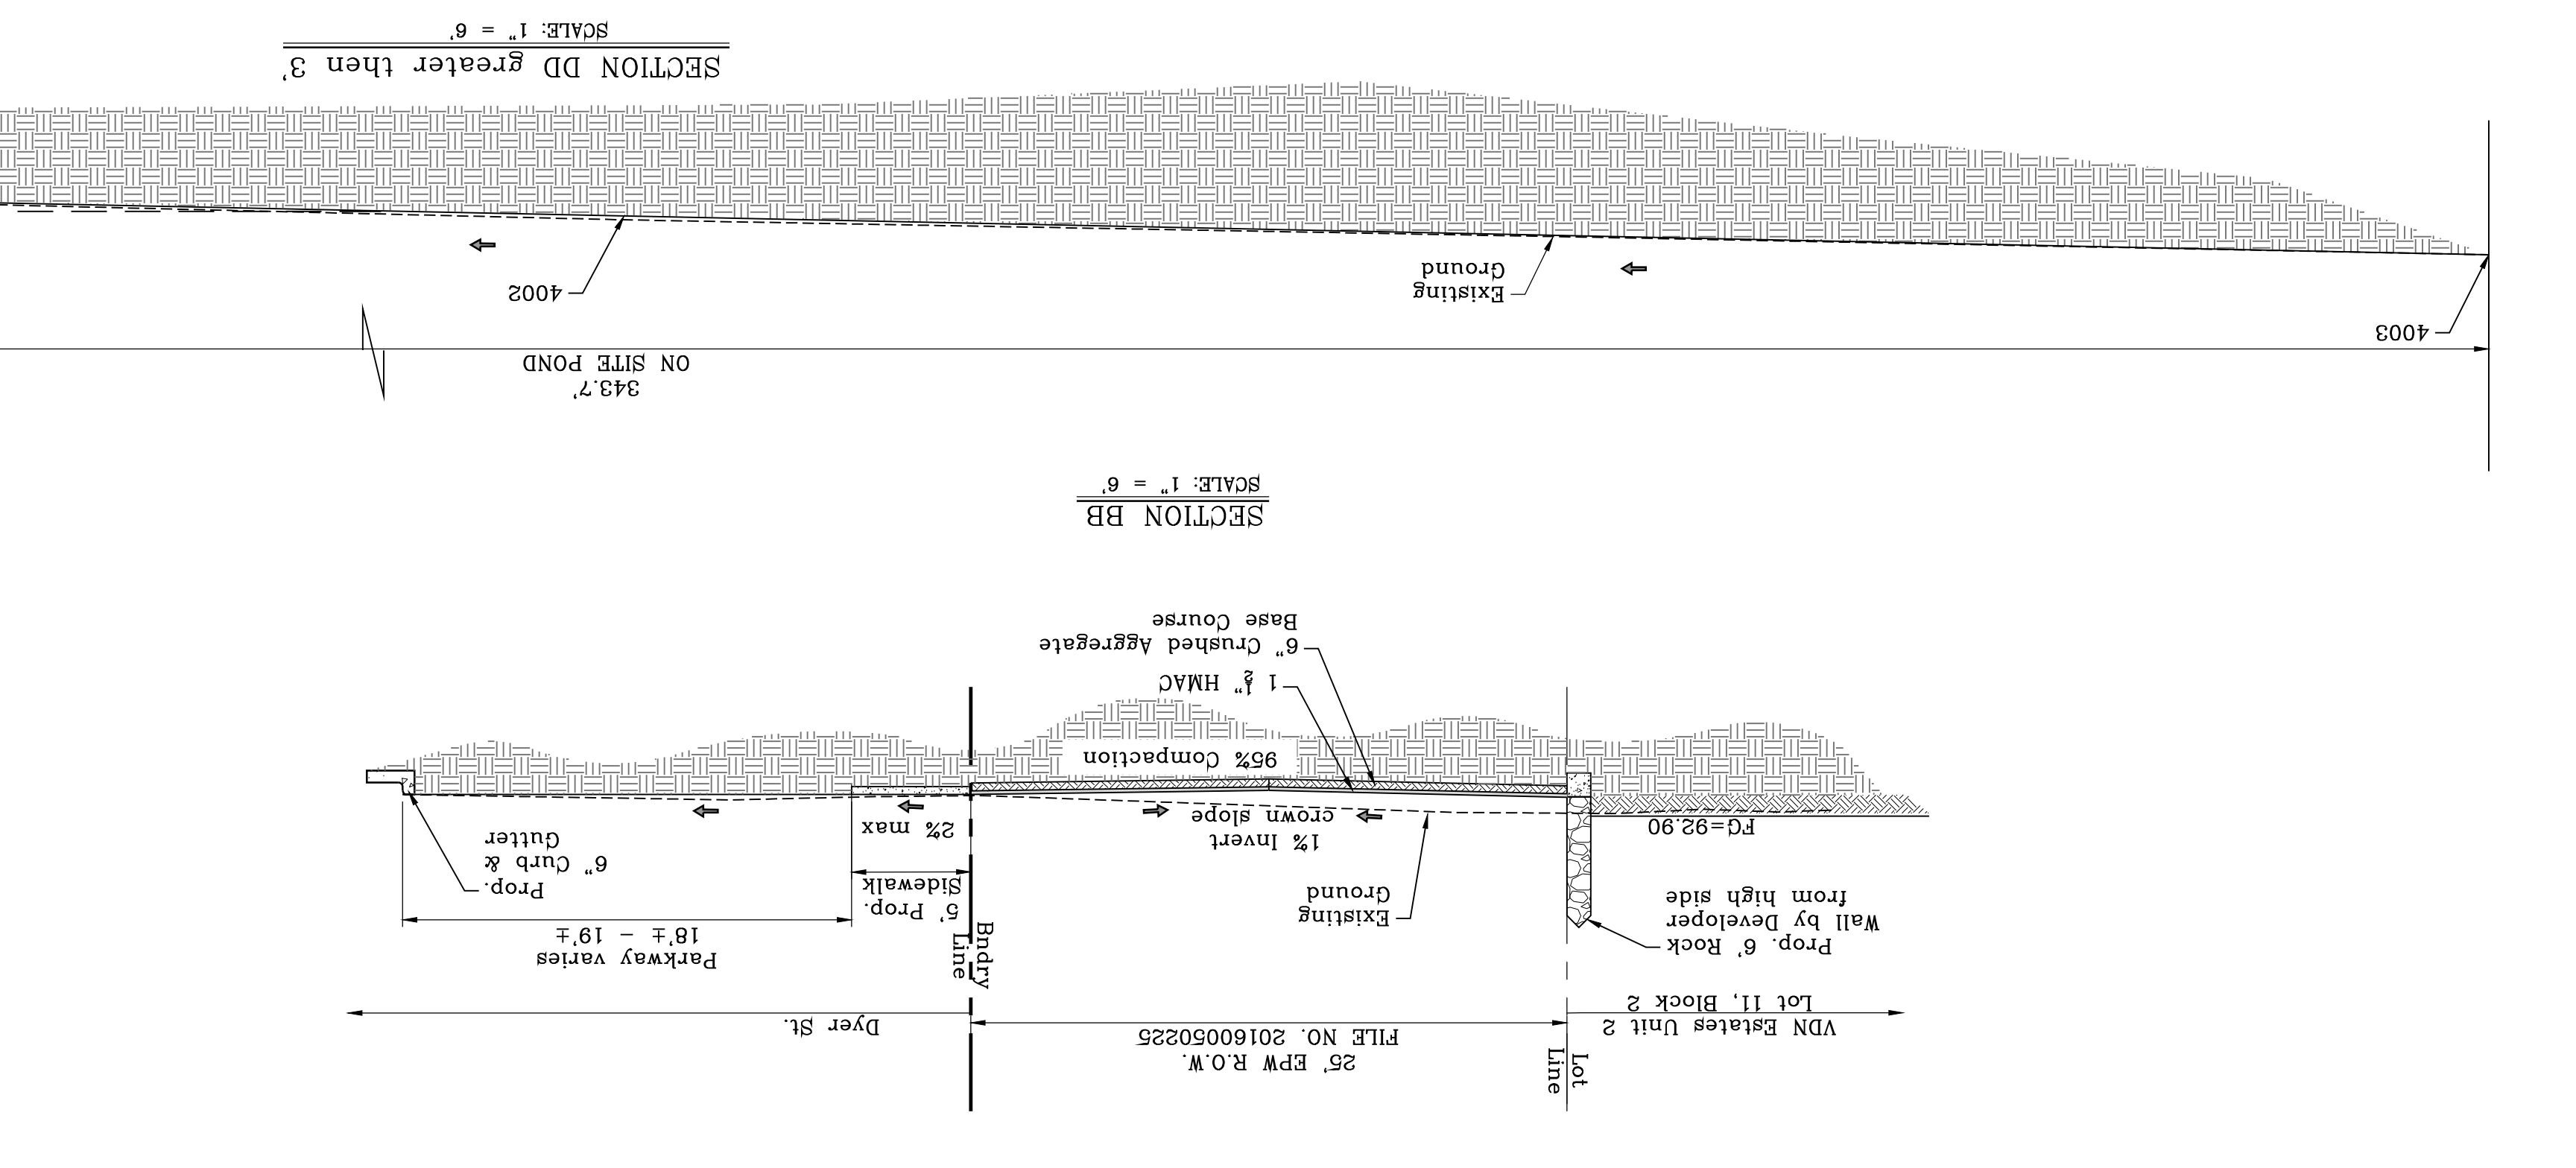 Lot
Line
25' EPW R.O.W.
FILE NO. 20160050225
VDN Estates Unit 2
Lot 11, Block 2
Dyer St.
Bndry
Line
Prop. 6' Rock
Wall by Developer
from high side
Existing
Ground
5' Prop.
Sidewalk
Parkway varies
18'± - 19'±
Prop.
6" Curb &
Gutter
FG=92.90
1% Invert
crown slope
2% max
95% Compaction
1 ½" HMAC
6" Crushed Aggregate
Base Course
SECTION BB
SCALE: 1" = 6'
343.7'
ON SITE POND
4003
Existing
Ground
4002
SECTION DD greater then 3'
SCALE: 1" = 6'